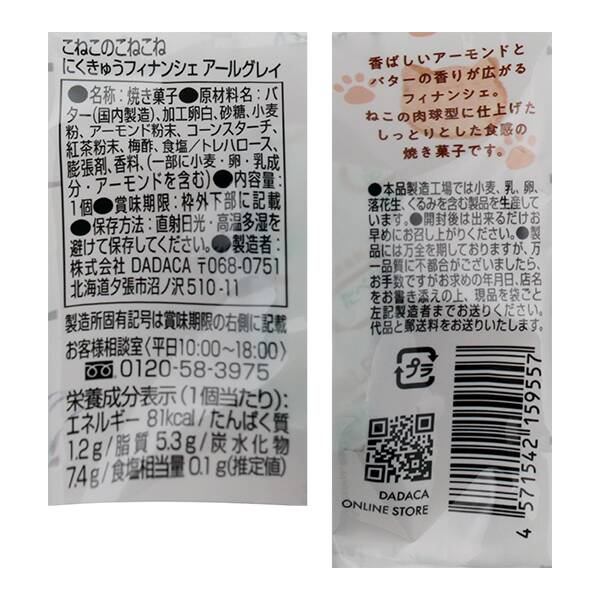 こねこのこねこね
にくきゅうフィナンシェ アールグレイ
●名称：焼き菓子●原材料名：バ
ター(国内製造)、加工卵白、砂糖、小麦
粉、アーモンド粉末、コーンスターチ、
紅茶粉末、梅酢、食塩／トレハロース、
膨張剤、香料、(一部に小麦・卵・乳成
分・アーモンドを含む)●内容量：
1個●賞味期限：枠外下部に記載
●保存方法：直射日光・高温多湿を
避けて保存してください。●製造者：
株式会社 DADACA 〒068-0751
北海道夕張市沼ノ沢510-11
製造所固有記号は賞味期限の右側に記載
お客様相談室〈平日10:00〜18:00〉
0120-58-3975
栄養成分表示(1個当たり):
エネルギー 81kcal/たんぱく質
1.2g/脂質 5.3g/炭水化物
7.4g/食塩相当量 0.1g(推定値)
香ばしいアーモンドと
バターの香りが広がる
フィナンシェ。
ねこの肉球型に仕上げた
しっとりとした食感の
焼き菓子です。
●本品製造工場では小麦、乳、卵、
落花生、くるみを含む製品を生産して
います。●開封後は出来るだけお
早めにお召し上がりください。●製
品には万全を期しておりますが、万
一品質に不都合がございましたら、
お手数ですがお求めの年月日、店名
をお書き添えの上、現品を袋ごと
左記製造者までお送りください。
代品と郵送料をお送りいたします。
プラ
DADACA
ONLINE STORE
4 571542 159557